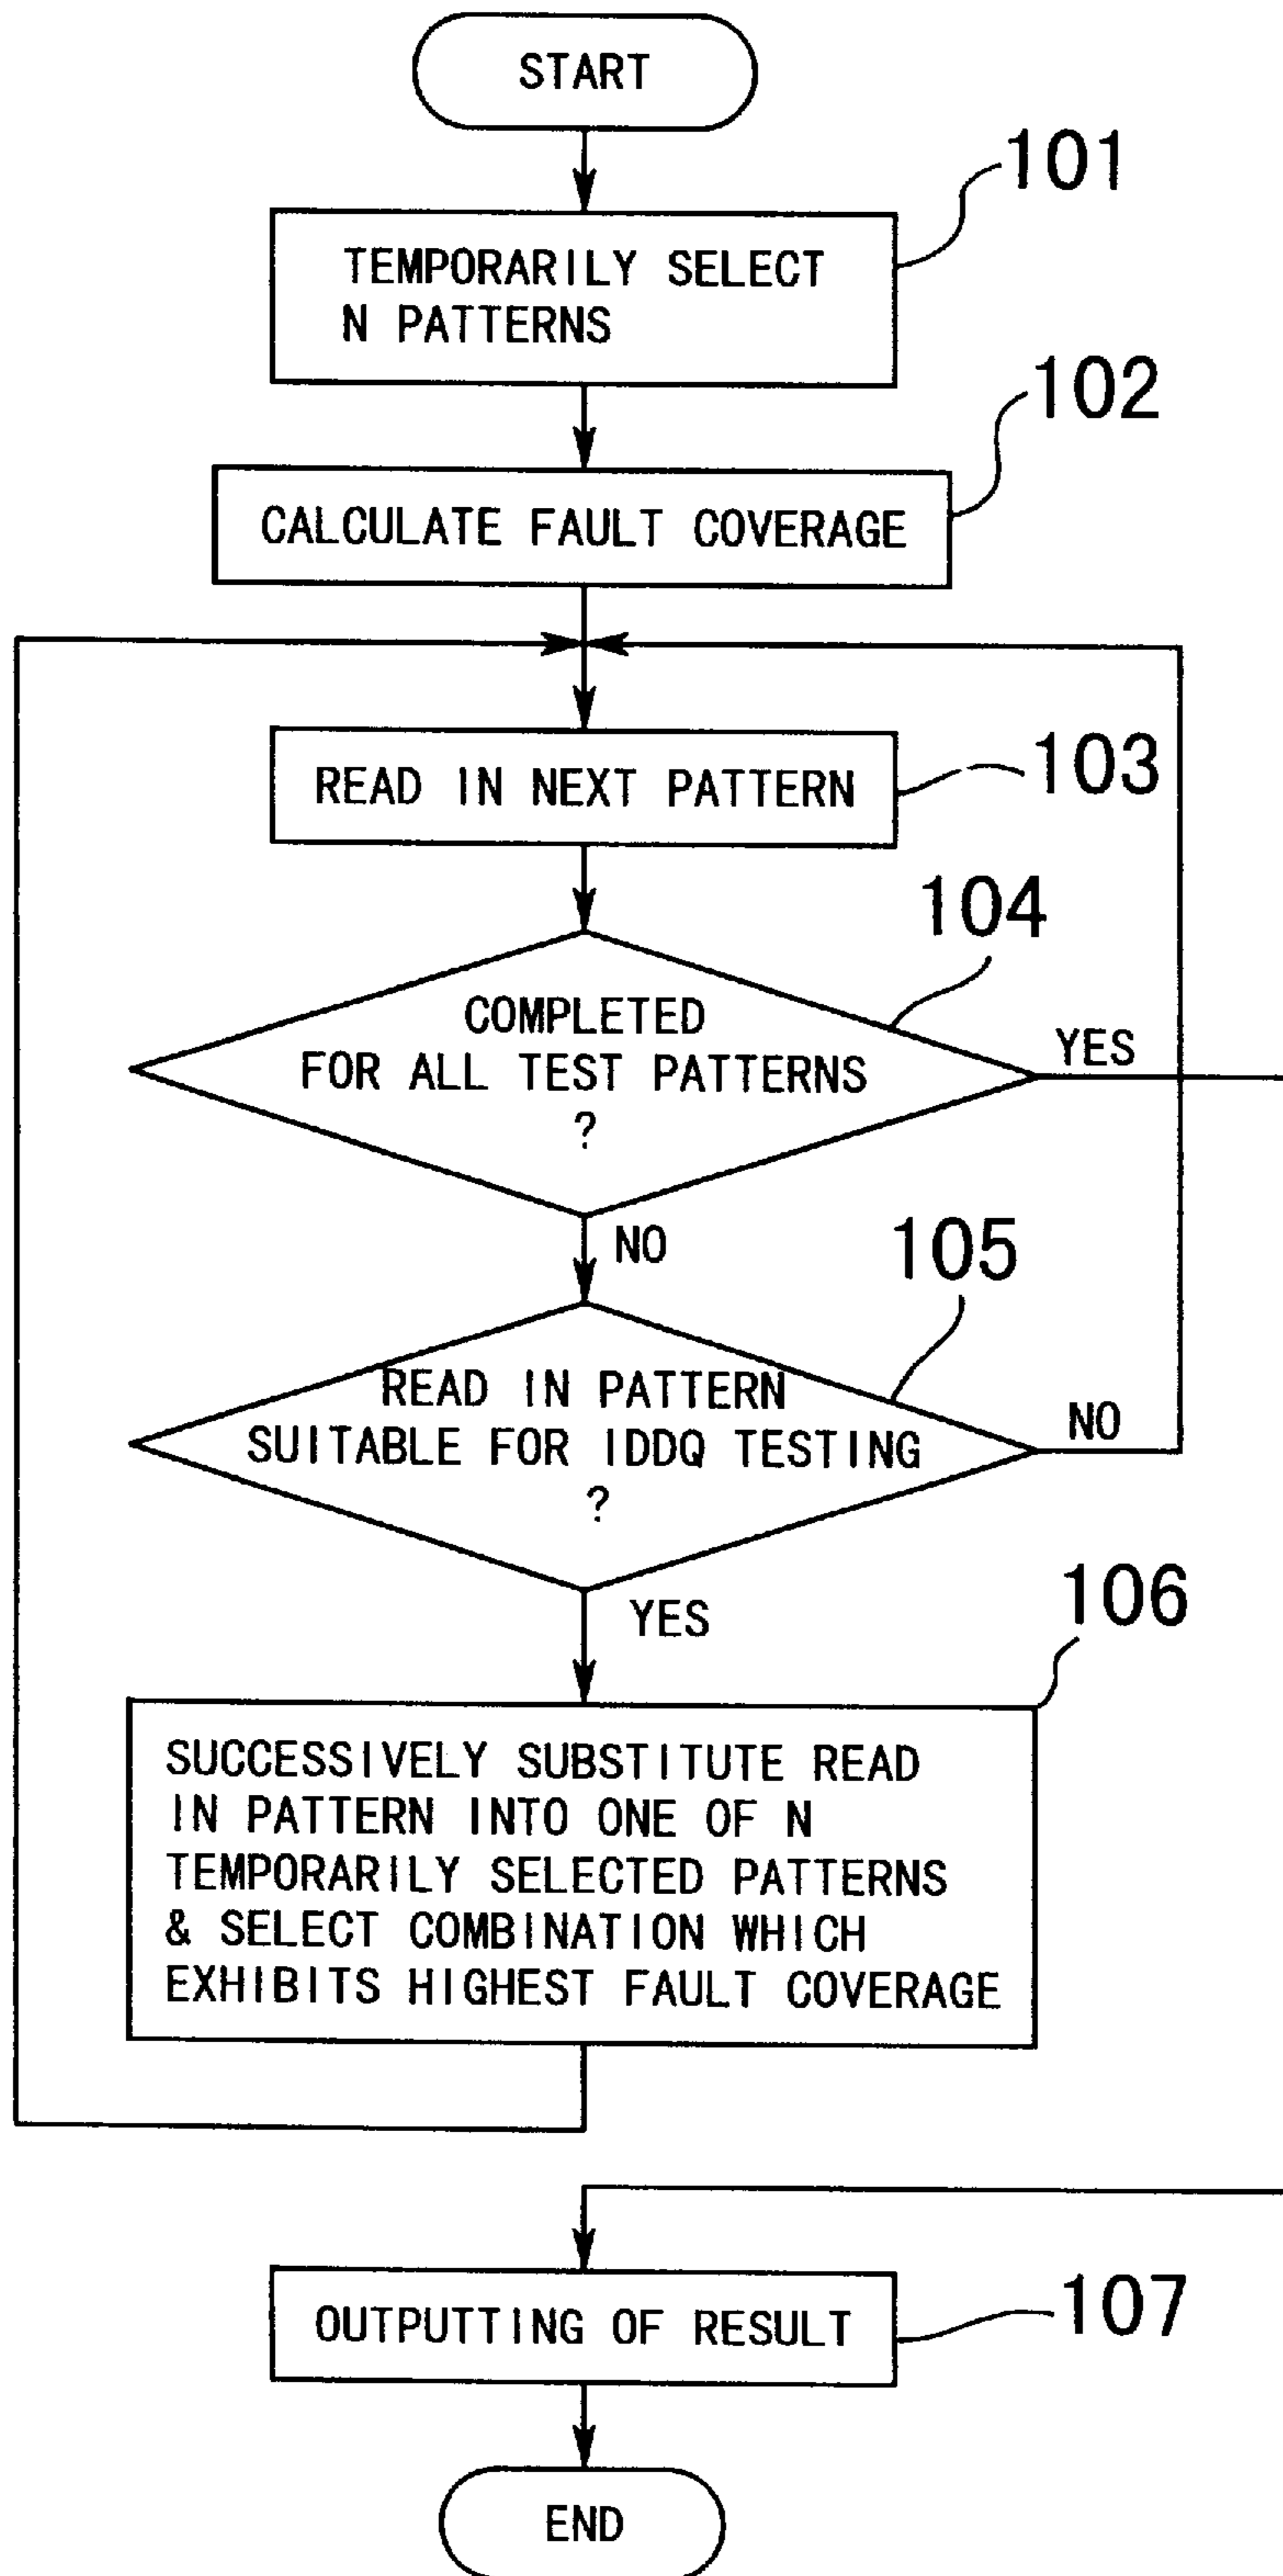 START
101
TEMPORARILY SELECT
N PATTERNS
102
CALCULATE FAULT COVERAGE
103
READ IN NEXT PATTERN
104
COMPLETED
FOR ALL TEST PATTERNS
?
YES
NO
105
READ IN PATTERN
SUITABLE FOR IDDQ TESTING
?
NO
YES
106
SUCCESSIVELY SUBSTITUTE READ
IN PATTERN INTO ONE OF N
TEMPORARILY SELECTED PATTERNS
& SELECT COMBINATION WHICH
EXHIBITS HIGHEST FAULT COVERAGE
107
OUTPUTTING OF RESULT
END